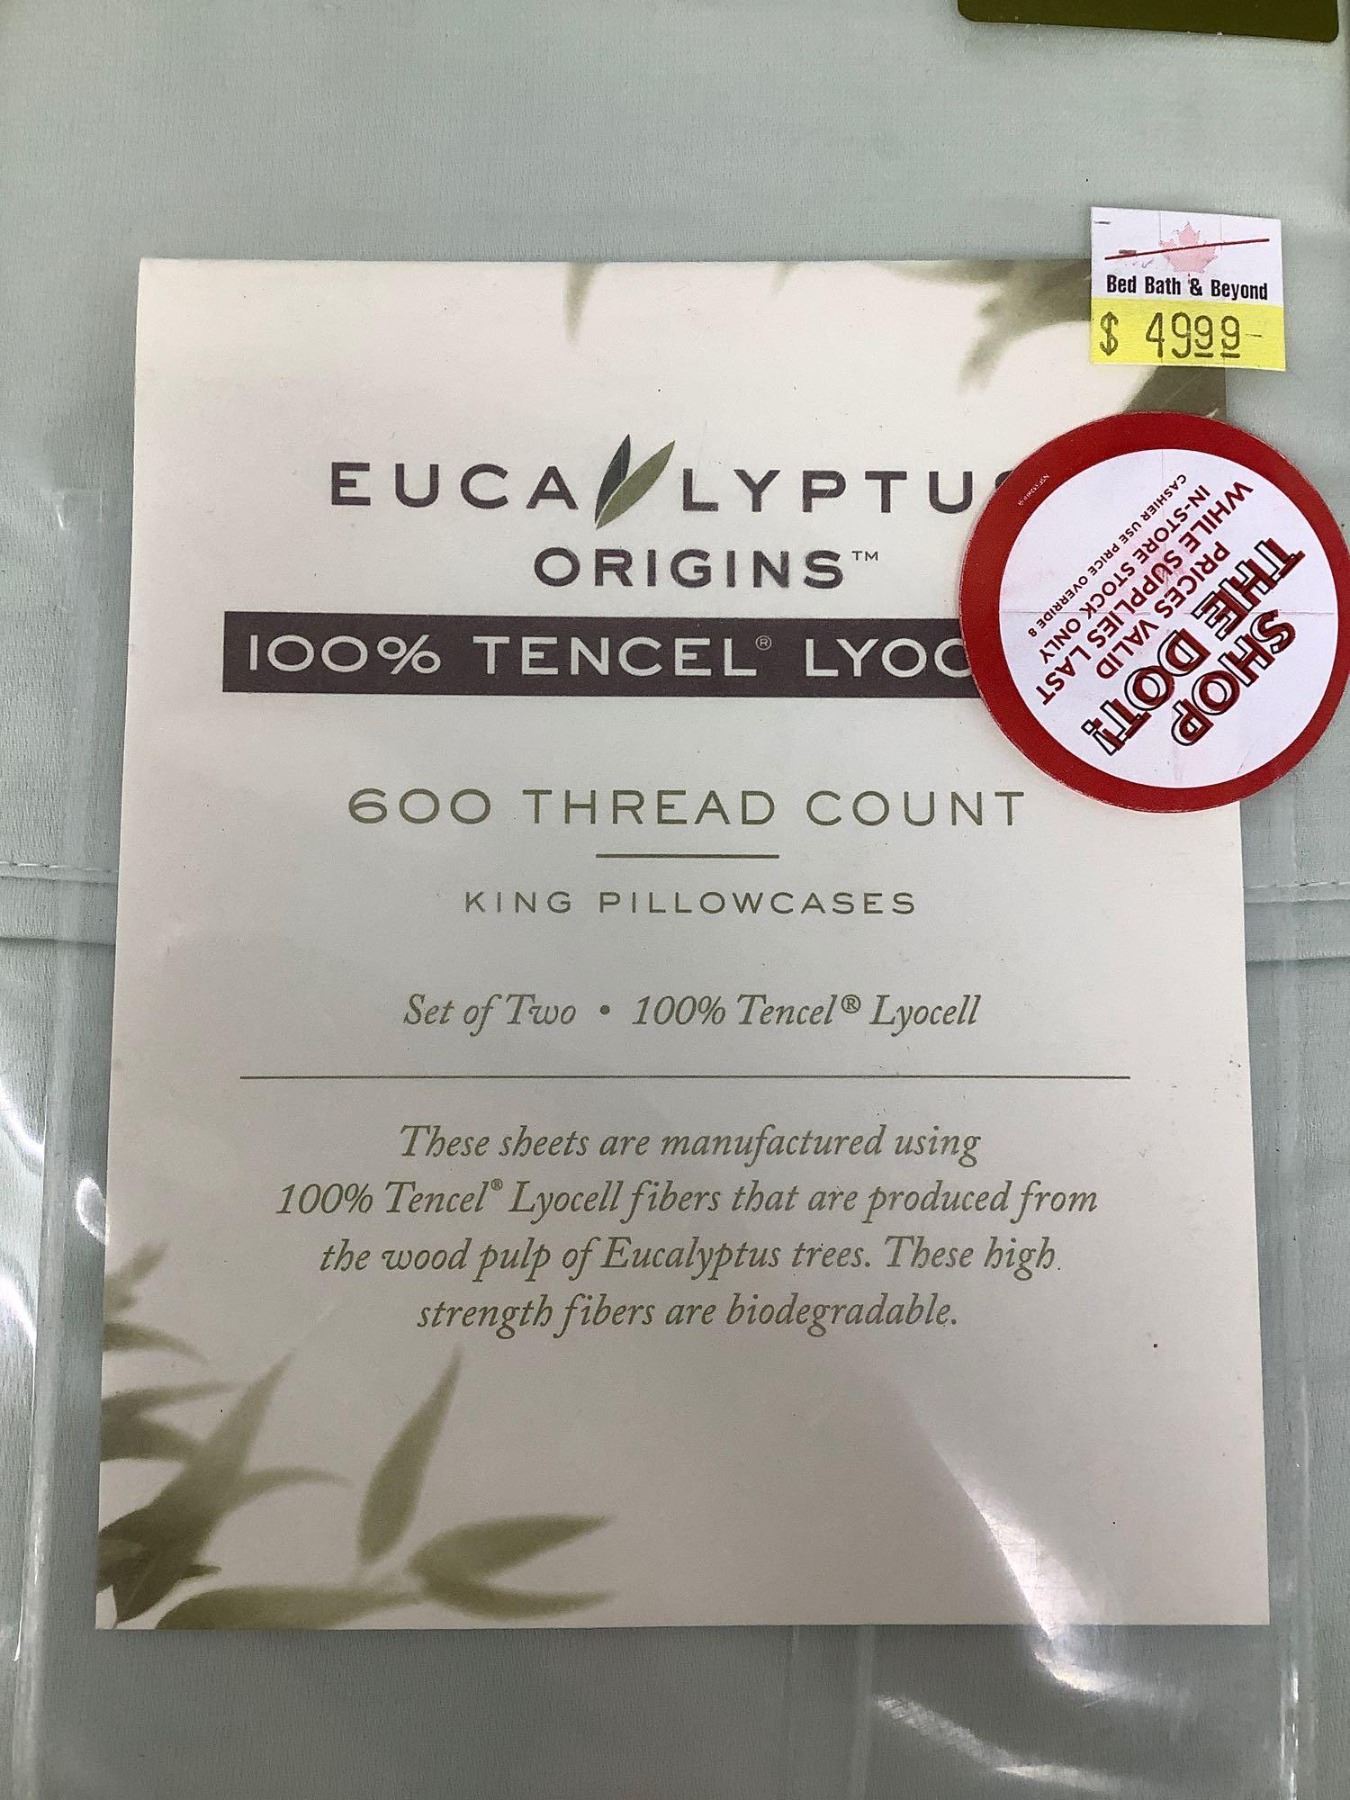 Bed Bath & Beyond
$ 49.99
EUCALYPTUS
ORIGINS™
100% TENCEL® LYOC
SHOP
THE DOT!
PRICES VALID
WHILE SUPPLIES LAST
IN-STORE STOCK ONLY
CASHIER USE PRICE OVERRIDE 8
600 THREAD COUNT
KING PILLOWCASES
Set of Two • 100% Tencel® Lyocell
These sheets are manufactured using
100% Tencel® Lyocell fibers that are produced from
the wood pulp of Eucalyptus trees. These high
strength fibers are biodegradable.